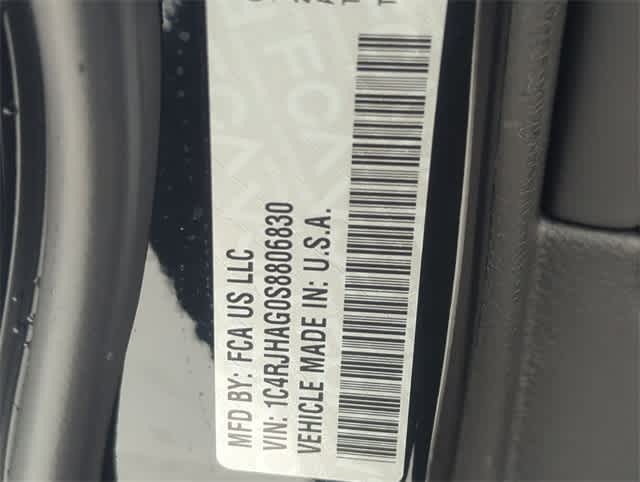 MFD BY: FCA US LLC
VIN: 1C4RJHAG0S8806830
VEHICLE MADE IN: U.S.A.